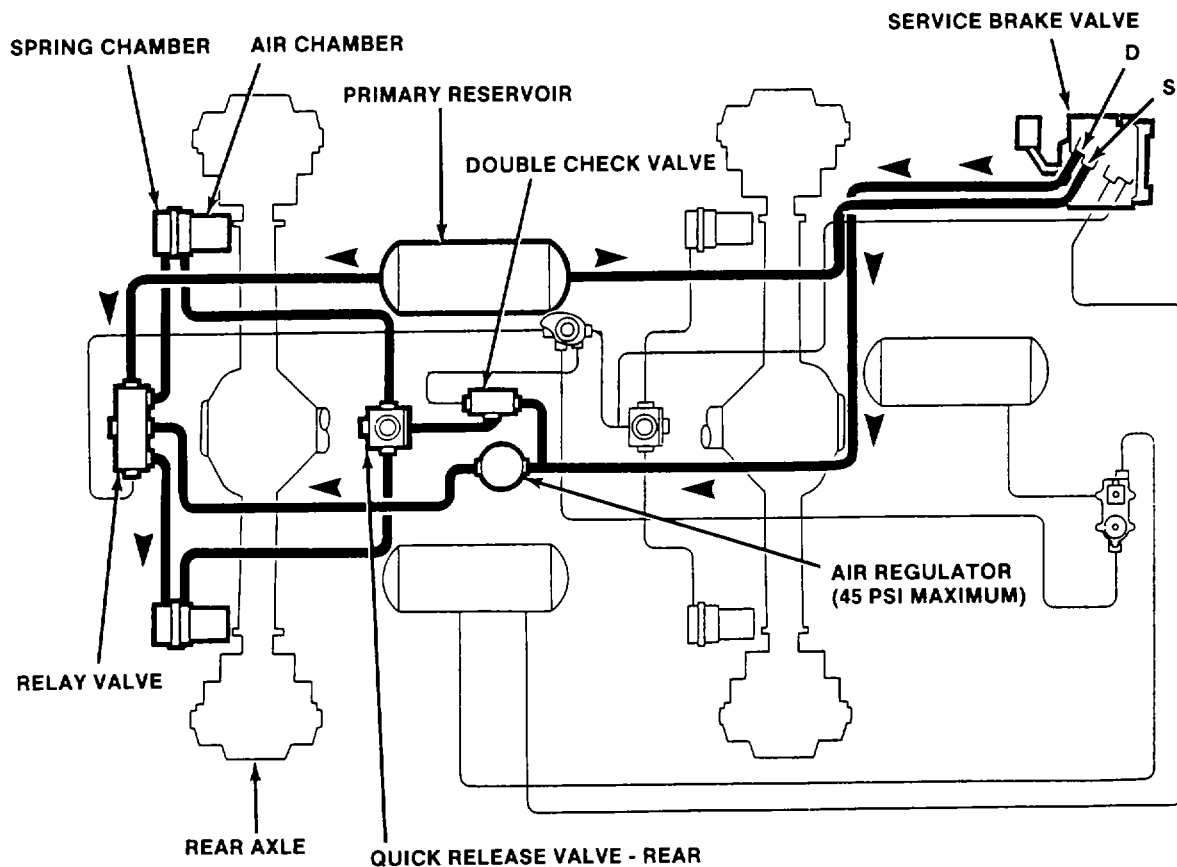 SERVICE BRAKE VALVE
D
S
SPRING CHAMBER
AIR CHAMBER
PRIMARY RESERVOIR
DOUBLE CHECK VALVE
AIR REGULATOR
(45 PSI MAXIMUM)
RELAY VALVE
REAR AXLE
QUICK RELEASE VALVE - REAR